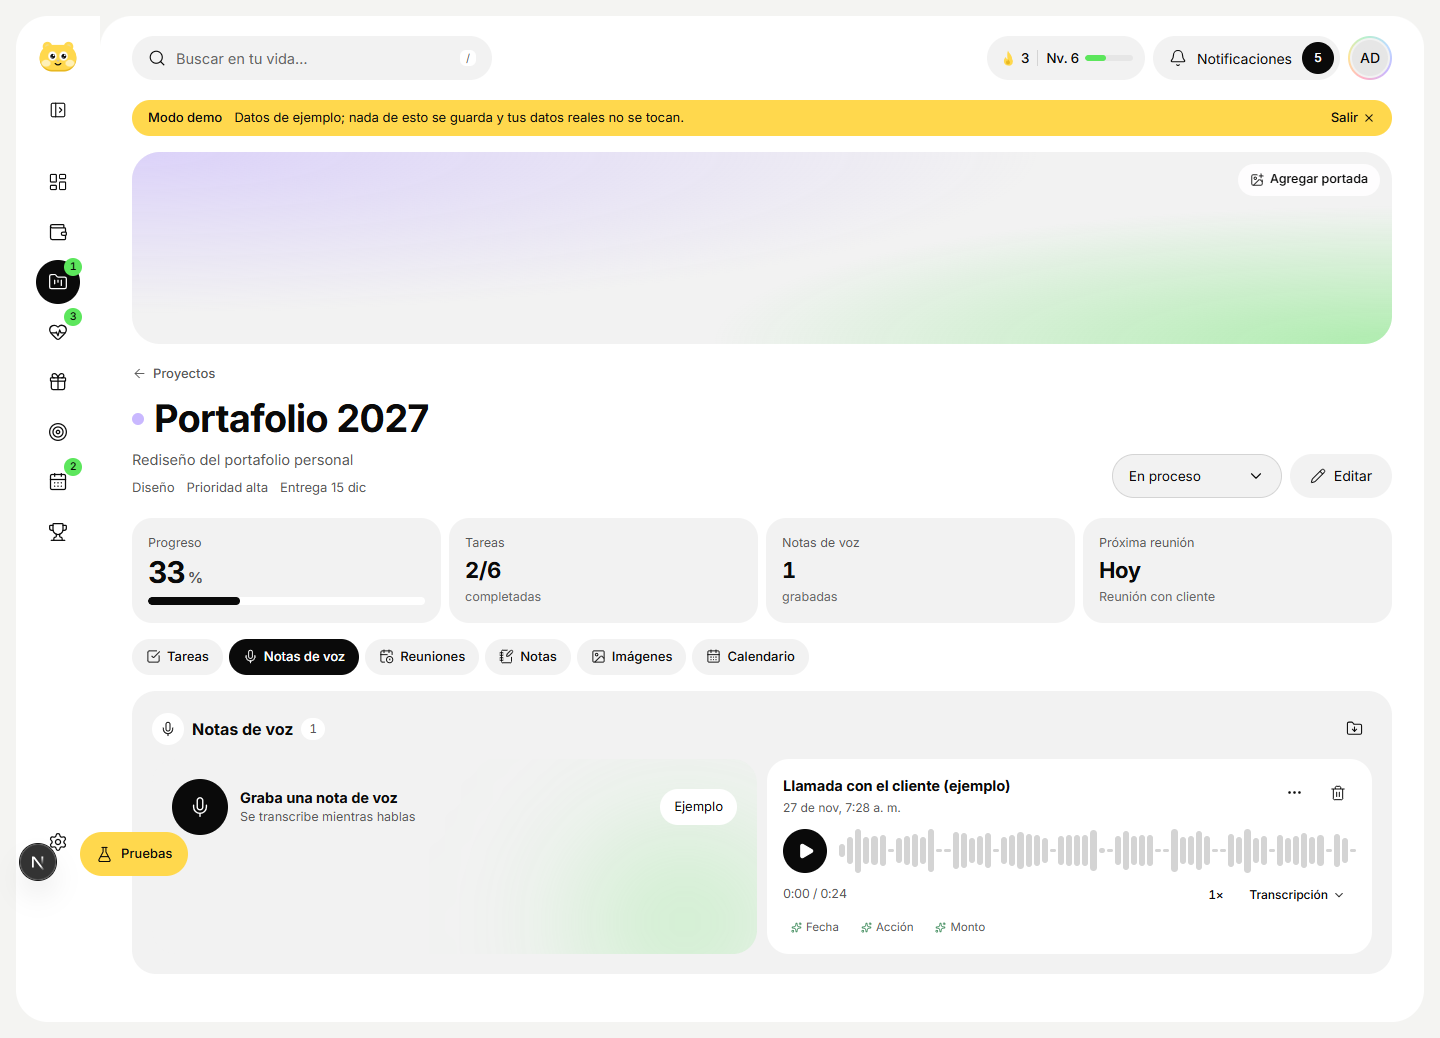 Buscar en tu vida...
/
3
Nv. 6
Notificaciones
5
AD
Modo demo Datos de ejemplo; nada de esto se guarda y tus datos reales no se tocan.
Salir
Agregar portada
1
3
2
Proyectos
Portafolio 2027
Rediseño del portafolio personal
Diseño Prioridad alta Entrega 15 dic
En proceso
Editar
Progreso
33 %
Tareas
2/6
completadas
Notas de voz
1
grabadas
Próxima reunión
Hoy
Reunión con cliente
Tareas
Notas de voz
Reuniones
Notas
Imágenes
Calendario
Notas de voz 1
Graba una nota de voz
Se transcribe mientras hablas
Ejemplo
Llamada con el cliente (ejemplo)
27 de nov, 7:28 a. m.
0:00 / 0:24
1×
Transcripción
Fecha
Acción
Monto
N
Pruebas